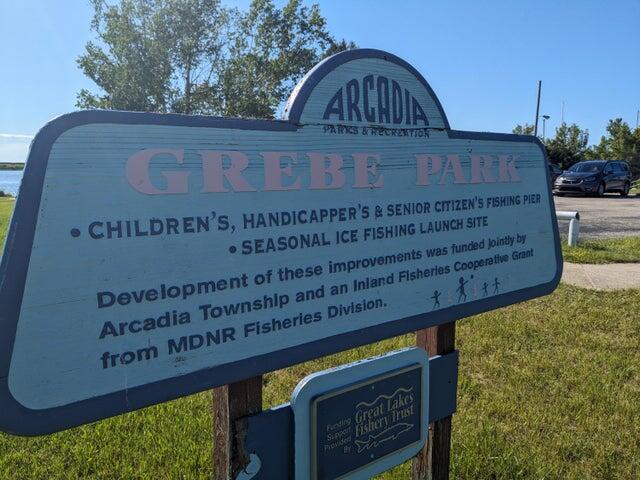 ARCADIA
PARKS & RECREATION
GREBE PARK
• CHILDREN'S, HANDICAPPER'S & SENIOR CITIZEN'S FISHING PIER
• SEASONAL ICE FISHING LAUNCH SITE
Development of these improvements was funded jointly by
Arcadia Township and an Inland Fisheries Cooperative Grant
from MDNR Fisheries Division.
Funding
Support
Provided
By
Great Lakes
Fishery Trust